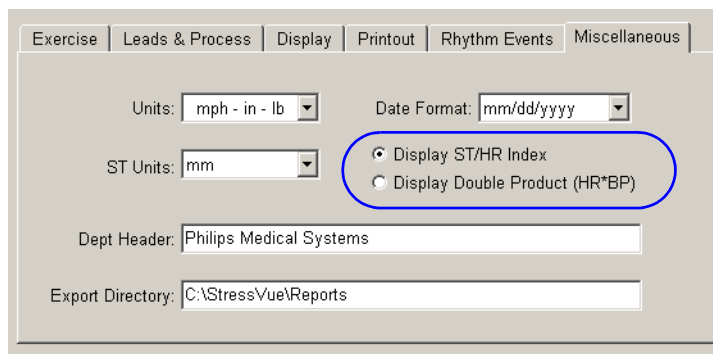 Exercise Leads & Process Display Printout Rhythm Events Miscellaneous
Units: mph - in - lb Date Format: mm/dd/yyyy
ST Units: mm
Display ST/HR Index
Display Double Product (HR*BP)
Dept Header: Philips Medical Systems
Export Directory: C:\StressVue\Reports